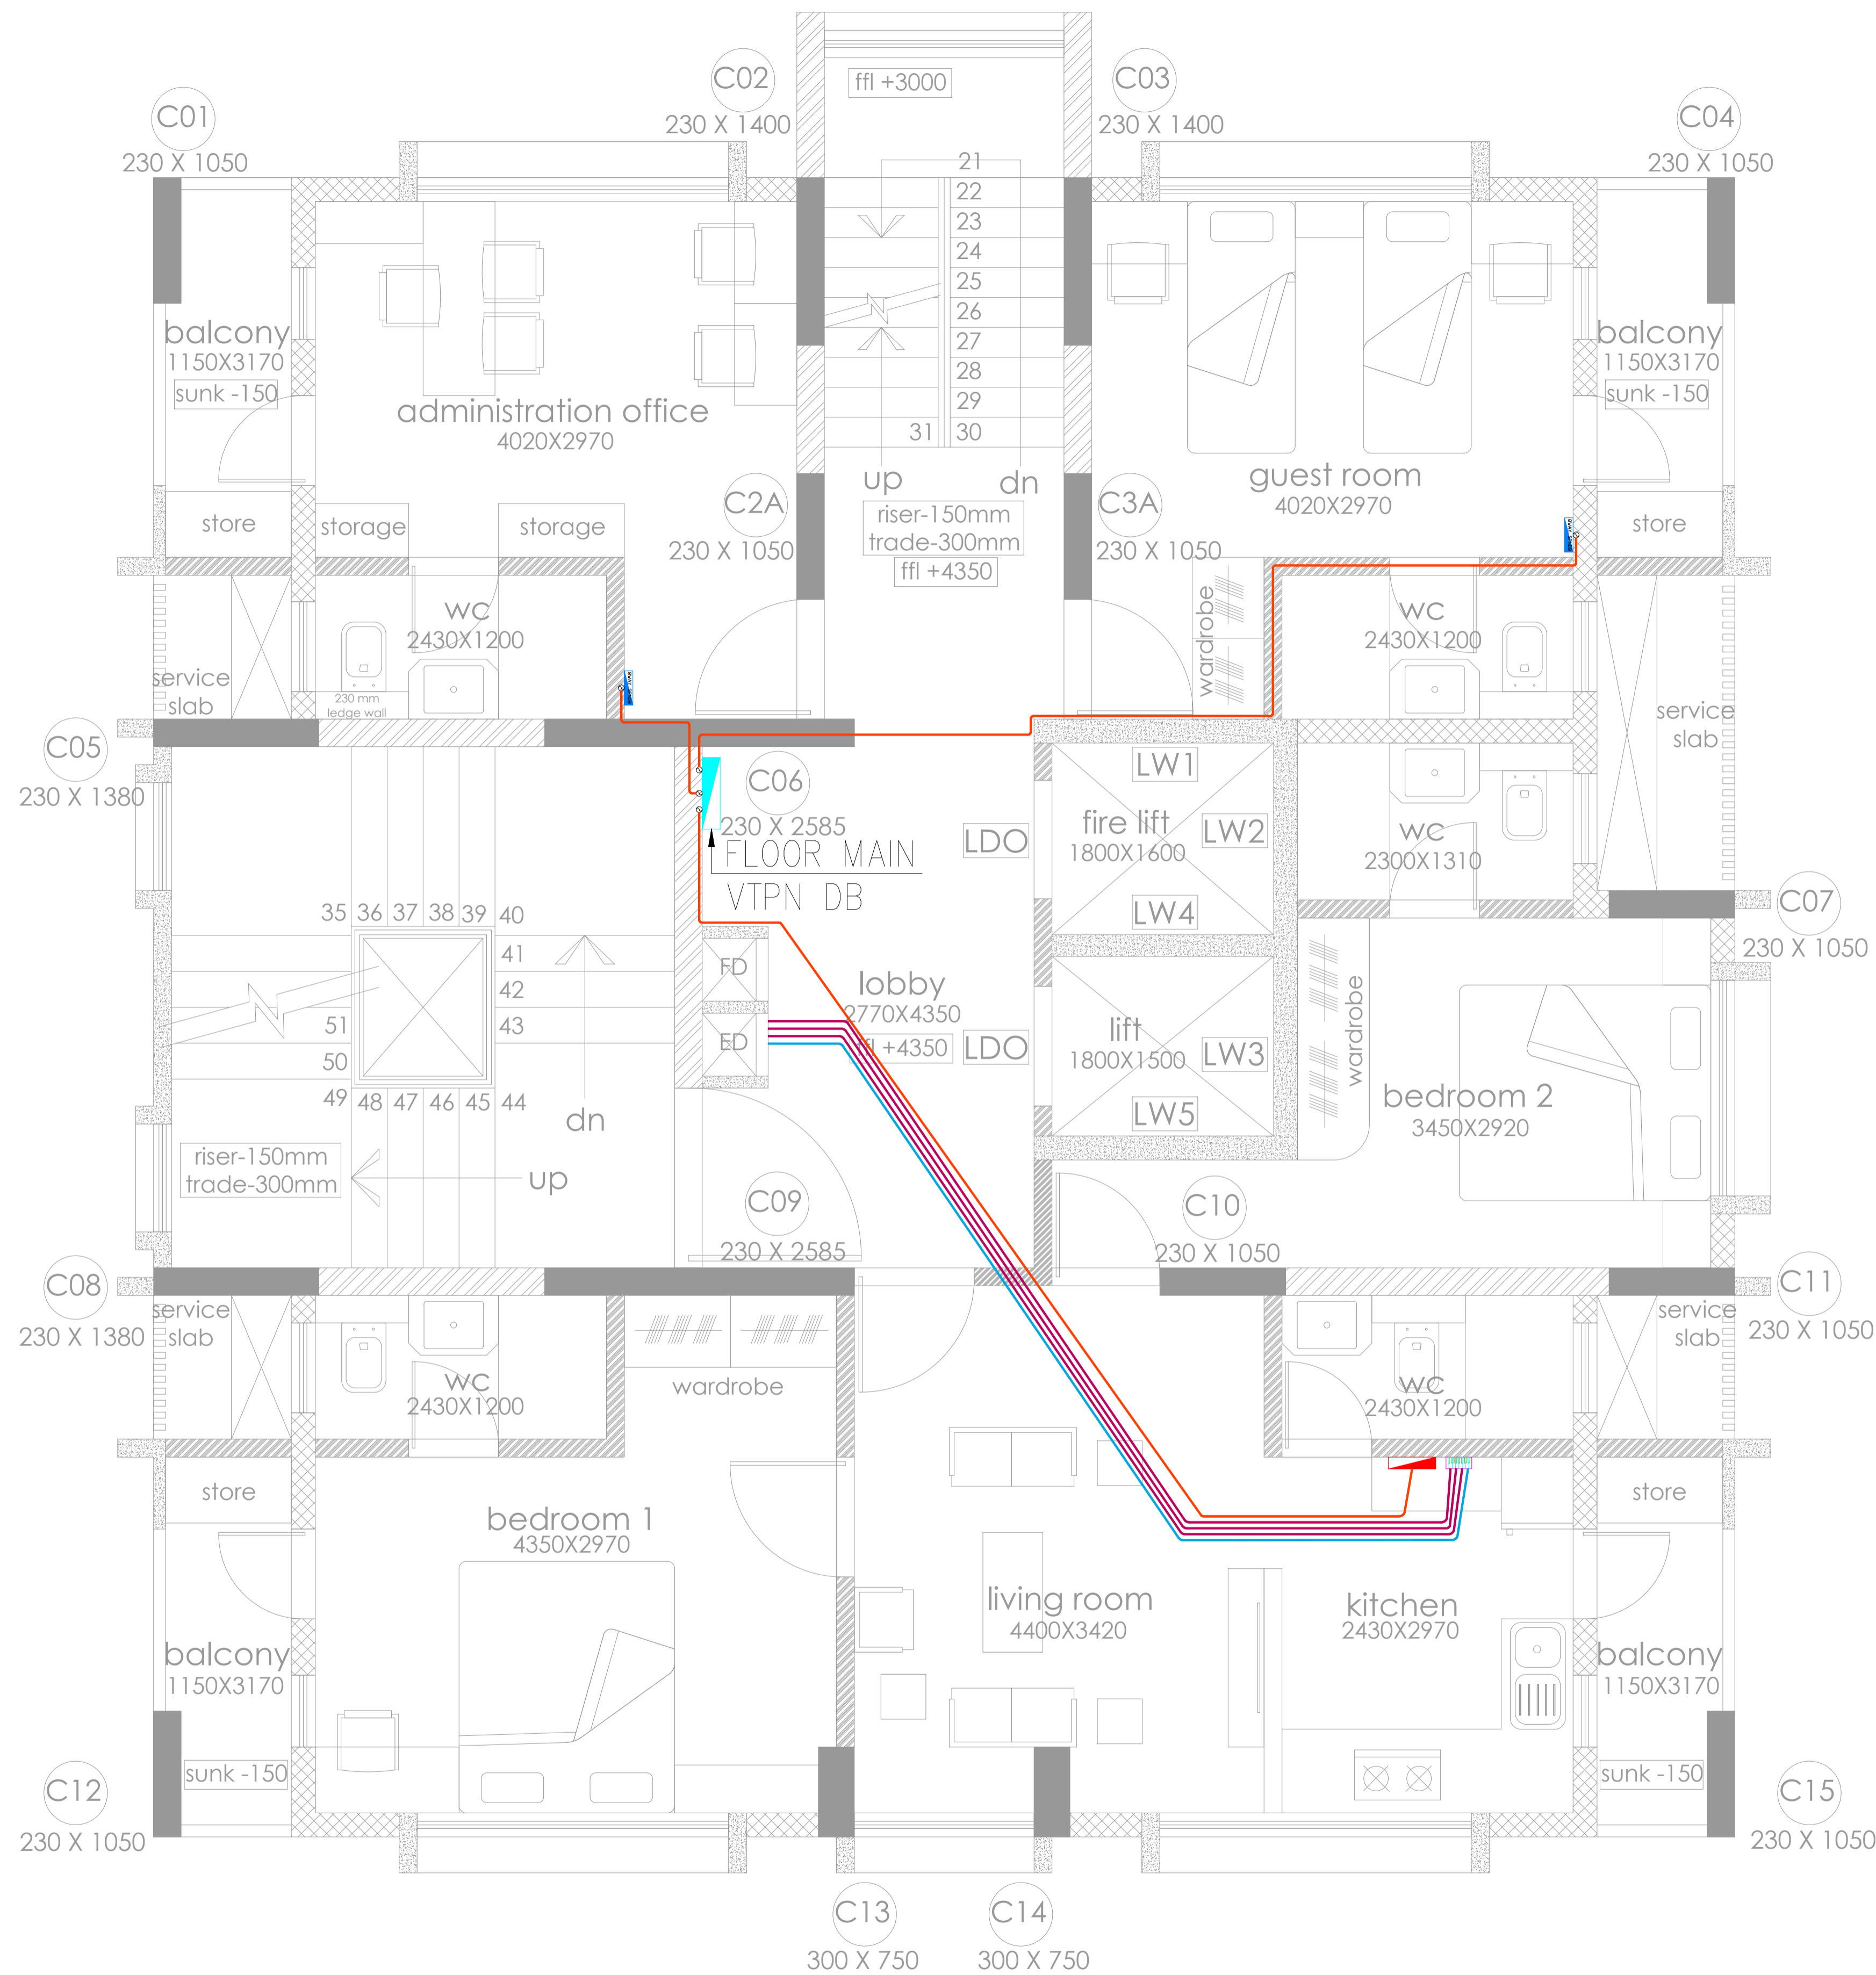 ffl +3000
C01
230 X 1050
C02
230 X 1400
C03
230 X 1400
C04
230 X 1050
21
22
23
24
25
26
27
28
29
31
30
up
dn
riser-150mm
trade-300mm
ffl +4350
balcony
1150X3170
sunk -150
store
administration office
4020X2970
storage
storage
C2A
230 X 1050
C3A
230 X 1050
guest room
4020X2970
balcony
1150X3170
sunk -150
store
wc
2430X1200
230 mm
ledge wall
service
slab
wardrobe
wc
2430X1200
service
slab
C05
230 X 1380
C06
230 X 2585
FLOOR MAIN
VTPN DB
LDO
fire lift
1800X1600
LW1
LW2
LW4
wc
2300X1310
C07
230 X 1050
35
36
37
38
39
40
41
42
43
51
50
49
48
47
46
45
44
dn
up
riser-150mm
trade-300mm
FD
ED
lobby
2770X4350
ffl +4350
LDO
lift
1800X1500
LW3
LW5
wardrobe
bedroom 2
3450X2920
C08
230 X 1380
C09
230 X 2585
C10
230 X 1050
C11
230 X 1050
service
slab
wc
2430X1200
wardrobe
wc
2430X1200
service
slab
store
bedroom 1
4350X2970
store
balcony
1150X3170
sunk -150
living room
4400X3420
kitchen
2430X2970
balcony
1150X3170
sunk -150
C12
230 X 1050
C15
230 X 1050
C13
300 X 750
C14
300 X 750